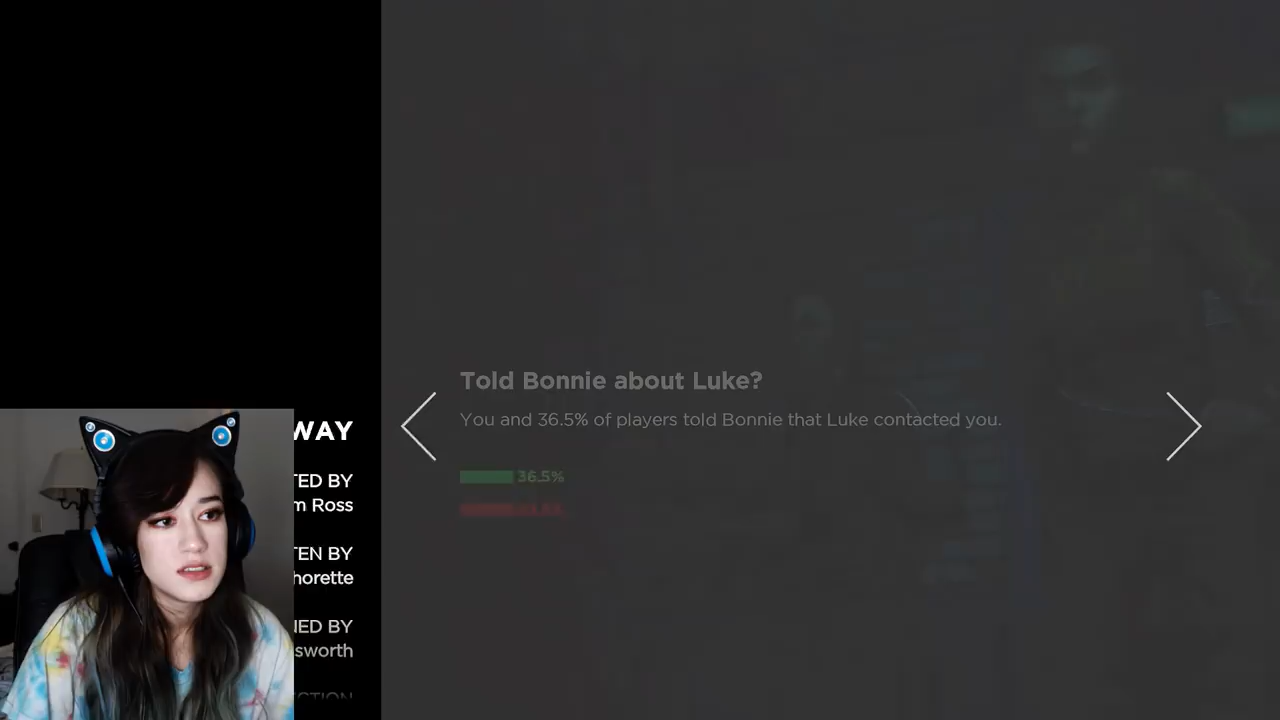 WAY
TED BY
m Ross
TEN BY
horette
NED BY
sworth
CTION
Told Bonnie about Luke?
You and 36.5% of players told Bonnie that Luke contacted you.
36.5%